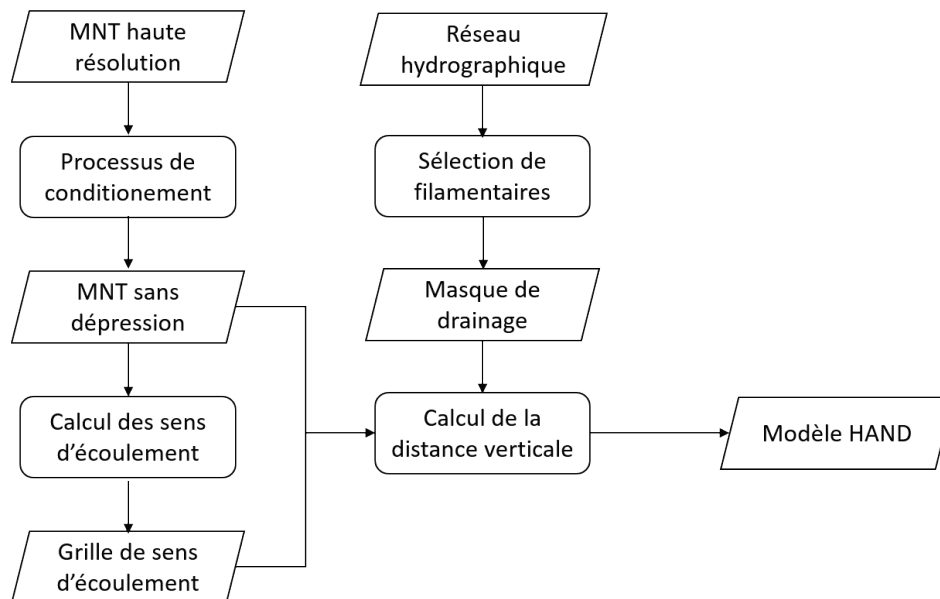 MNT haute
résolution
Processus de
conditionement
MNT sans
dépression
Calcul des sens
d’écoulement
Grille de sens
d’écoulement
Réseau
hydrographique
Sélection de
filamentaires
Masque de
drainage
Calcul de la
distance verticale
Modèle HAND